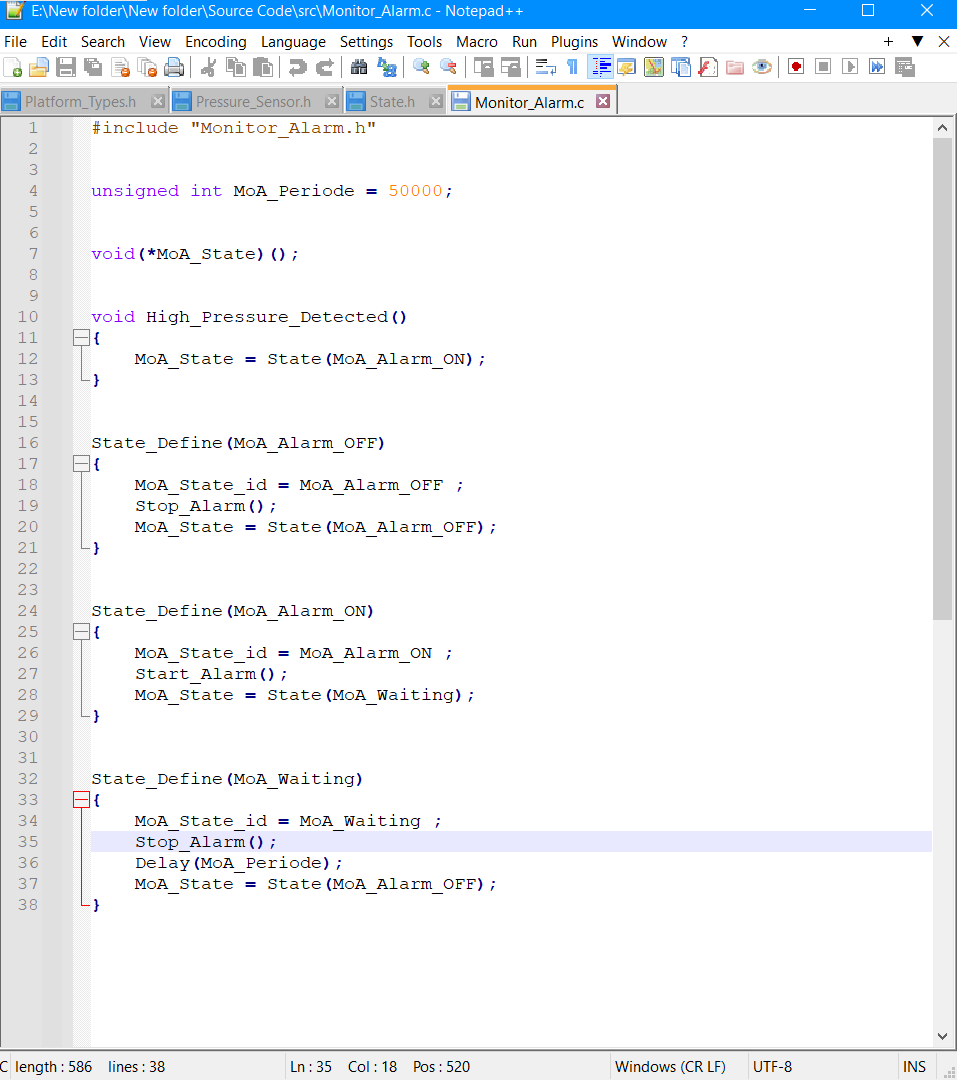 E:\New folder\New folder\Source Code\src\Monitor_Alarm.c - Notepad++
File Edit Search View Encoding Language Settings Tools Macro Run Plugins Window ? + ▼ X
Platform_Types.h Pressure_Sensor.h State.h Monitor_Alarm.c
1 #include "Monitor_Alarm.h"
2
3
4 unsigned int MoA_Periode = 50000;
5
6
7 void(*MoA_State)();
8
9
10 void High_Pressure_Detected()
11 {
12 MoA_State = State(MoA_Alarm_ON);
13 }
14
15
16 State_Define(MoA_Alarm_OFF)
17 {
18 MoA_State_id = MoA_Alarm_OFF ;
19 Stop_Alarm();
20 MoA_State = State(MoA_Alarm_OFF);
21 }
22
23
24 State_Define(MoA_Alarm_ON)
25 {
26 MoA_State_id = MoA_Alarm_ON ;
27 Start_Alarm();
28 MoA_State = State(MoA_Waiting);
29 }
30
31
32 State_Define(MoA_Waiting)
33 {
34 MoA_State_id = MoA_Waiting ;
35 Stop_Alarm();
36 Delay(MoA_Periode);
37 MoA_State = State(MoA_Alarm_OFF);
38 }
C length : 586 lines : 38 Ln : 35 Col : 18 Pos : 520 Windows (CR LF) UTF-8 INS